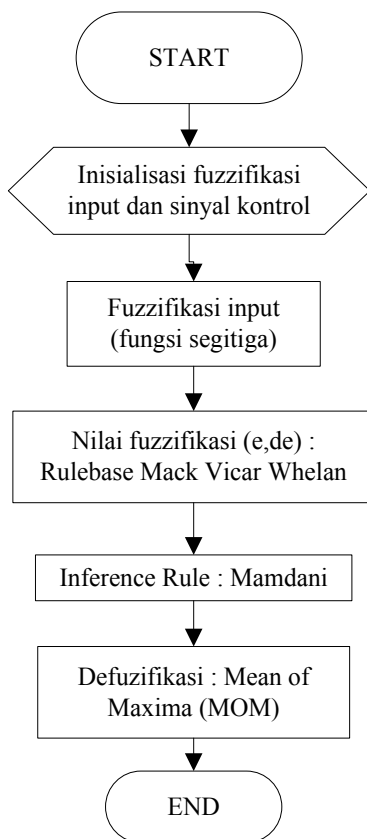 START
Inisialisasi fuzzifikasi
input dan sinyal kontrol
Fuzzifikasi input
(fungsi segitiga)
Nilai fuzzifikasi (e,de) :
Rulebase Mack Vicar Whelan
Inference Rule : Mamdani
Defuzifikasi : Mean of
Maxima (MOM)
END